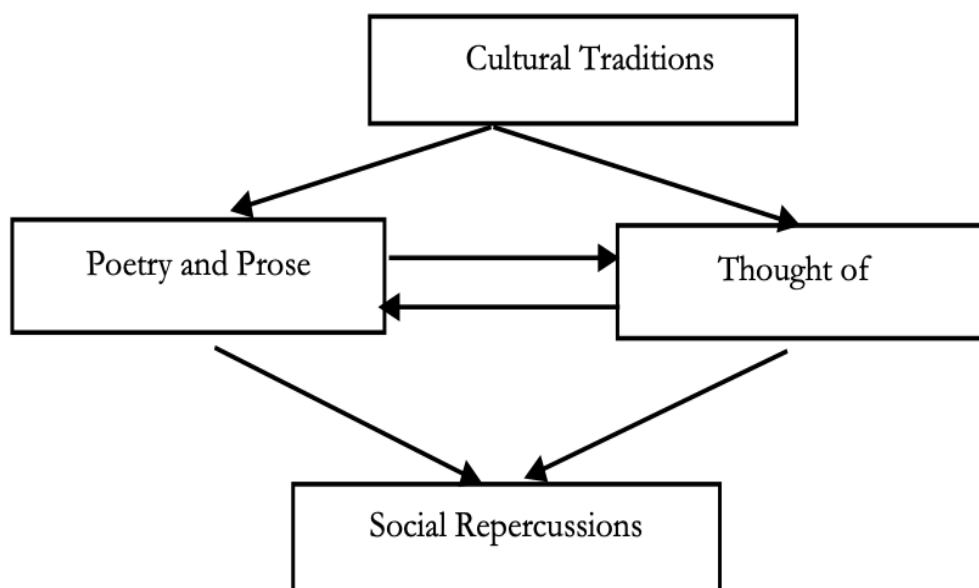 Cultural Traditions
Poetry and Prose
Thought of
Social Repercussions